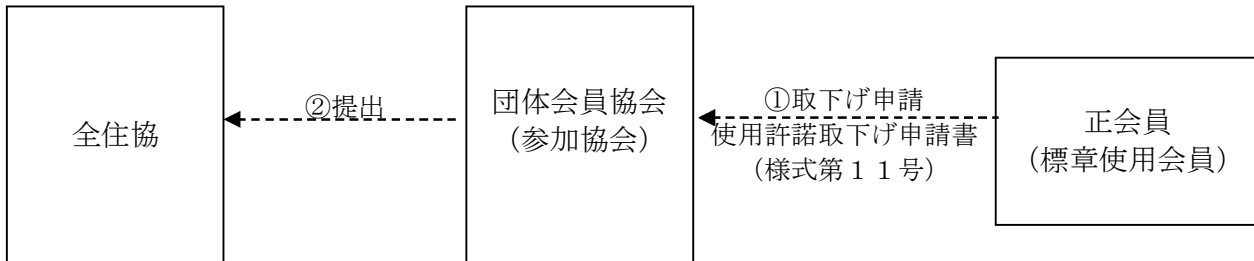 全住協
②提出
団体会員協会
(参加協会)
①取下げ申請
使用許諾取下げ申請書
（様式第１１号）
正会員
（標章使用会員）